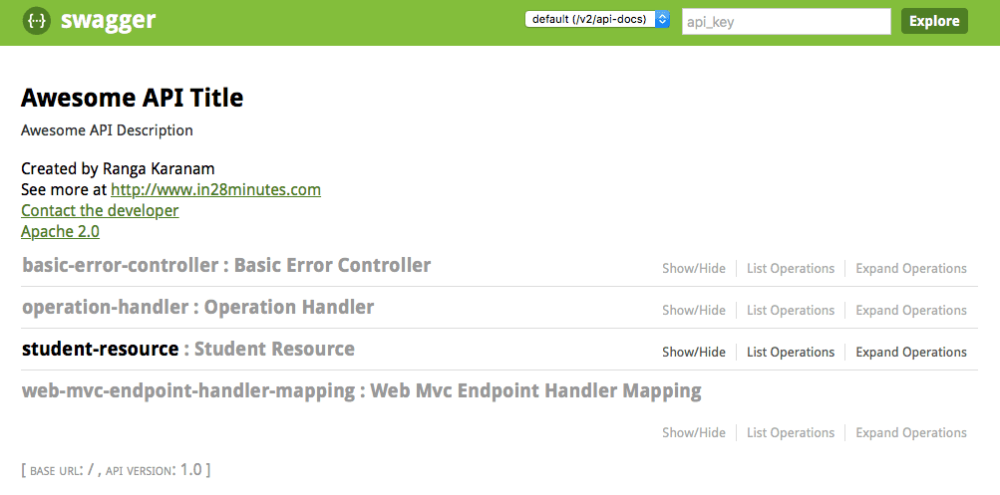 {···} swagger default (/v2/api-docs) api_key Explore
Awesome API Title
Awesome API Description
Created by Ranga Karanam
See more at http://www.in28minutes.com
Contact the developer
Apache 2.0
basic-error-controller : Basic Error Controller Show/Hide List Operations Expand Operations
operation-handler : Operation Handler Show/Hide List Operations Expand Operations
student-resource : Student Resource Show/Hide List Operations Expand Operations
web-mvc-endpoint-handler-mapping : Web Mvc Endpoint Handler Mapping
Show/Hide List Operations Expand Operations
[ BASE URL: / , API VERSION: 1.0 ]